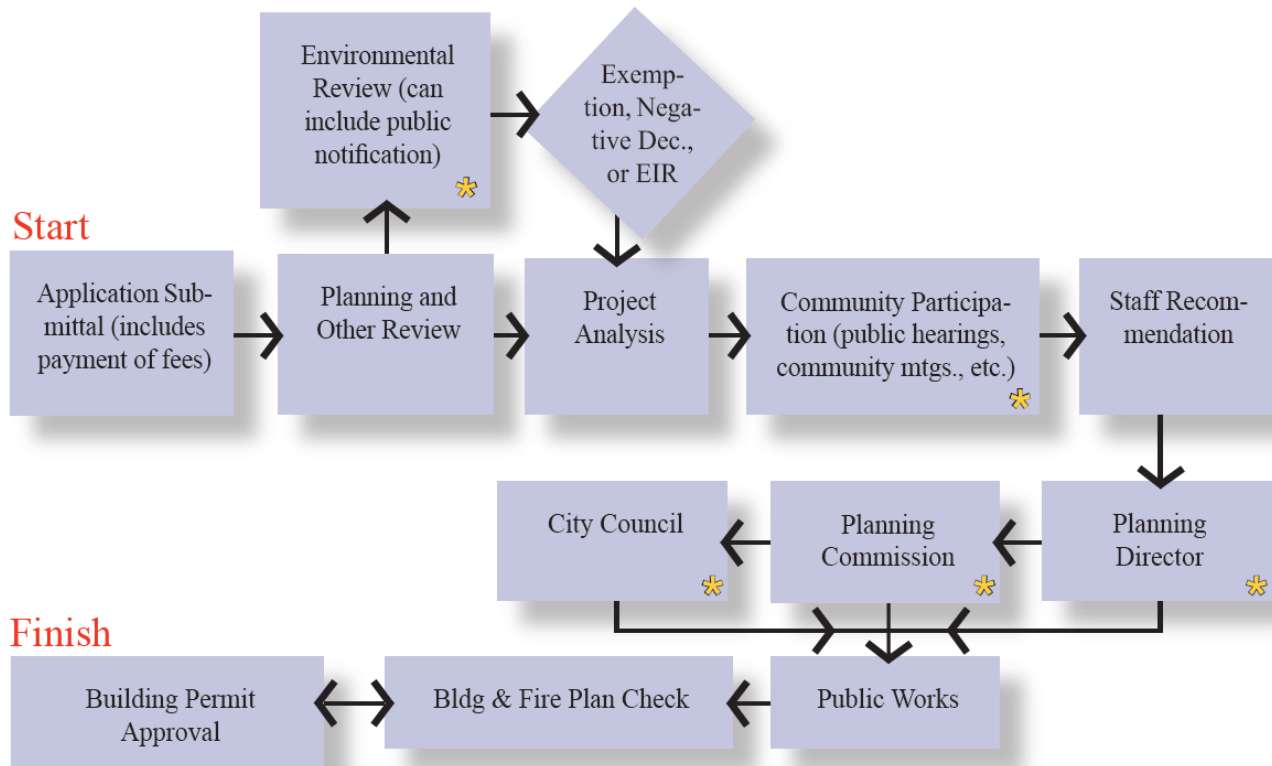 Environmental
Review (can
include public
notification)
*
Exemp-
tion, Nega-
tive Dec.,
or EIR
Start
Application Sub-
mittal (includes
payment of fees)
Planning and
Other Review
Project
Analysis
Community Participa-
tion (public hearings,
community mtgs., etc.)
*
Staff Recom-
mendation
City Council
*
Planning
Commission
*
Planning
Director
*
Finish
Building Permit
Approval
Bldg & Fire Plan Check
Public Works